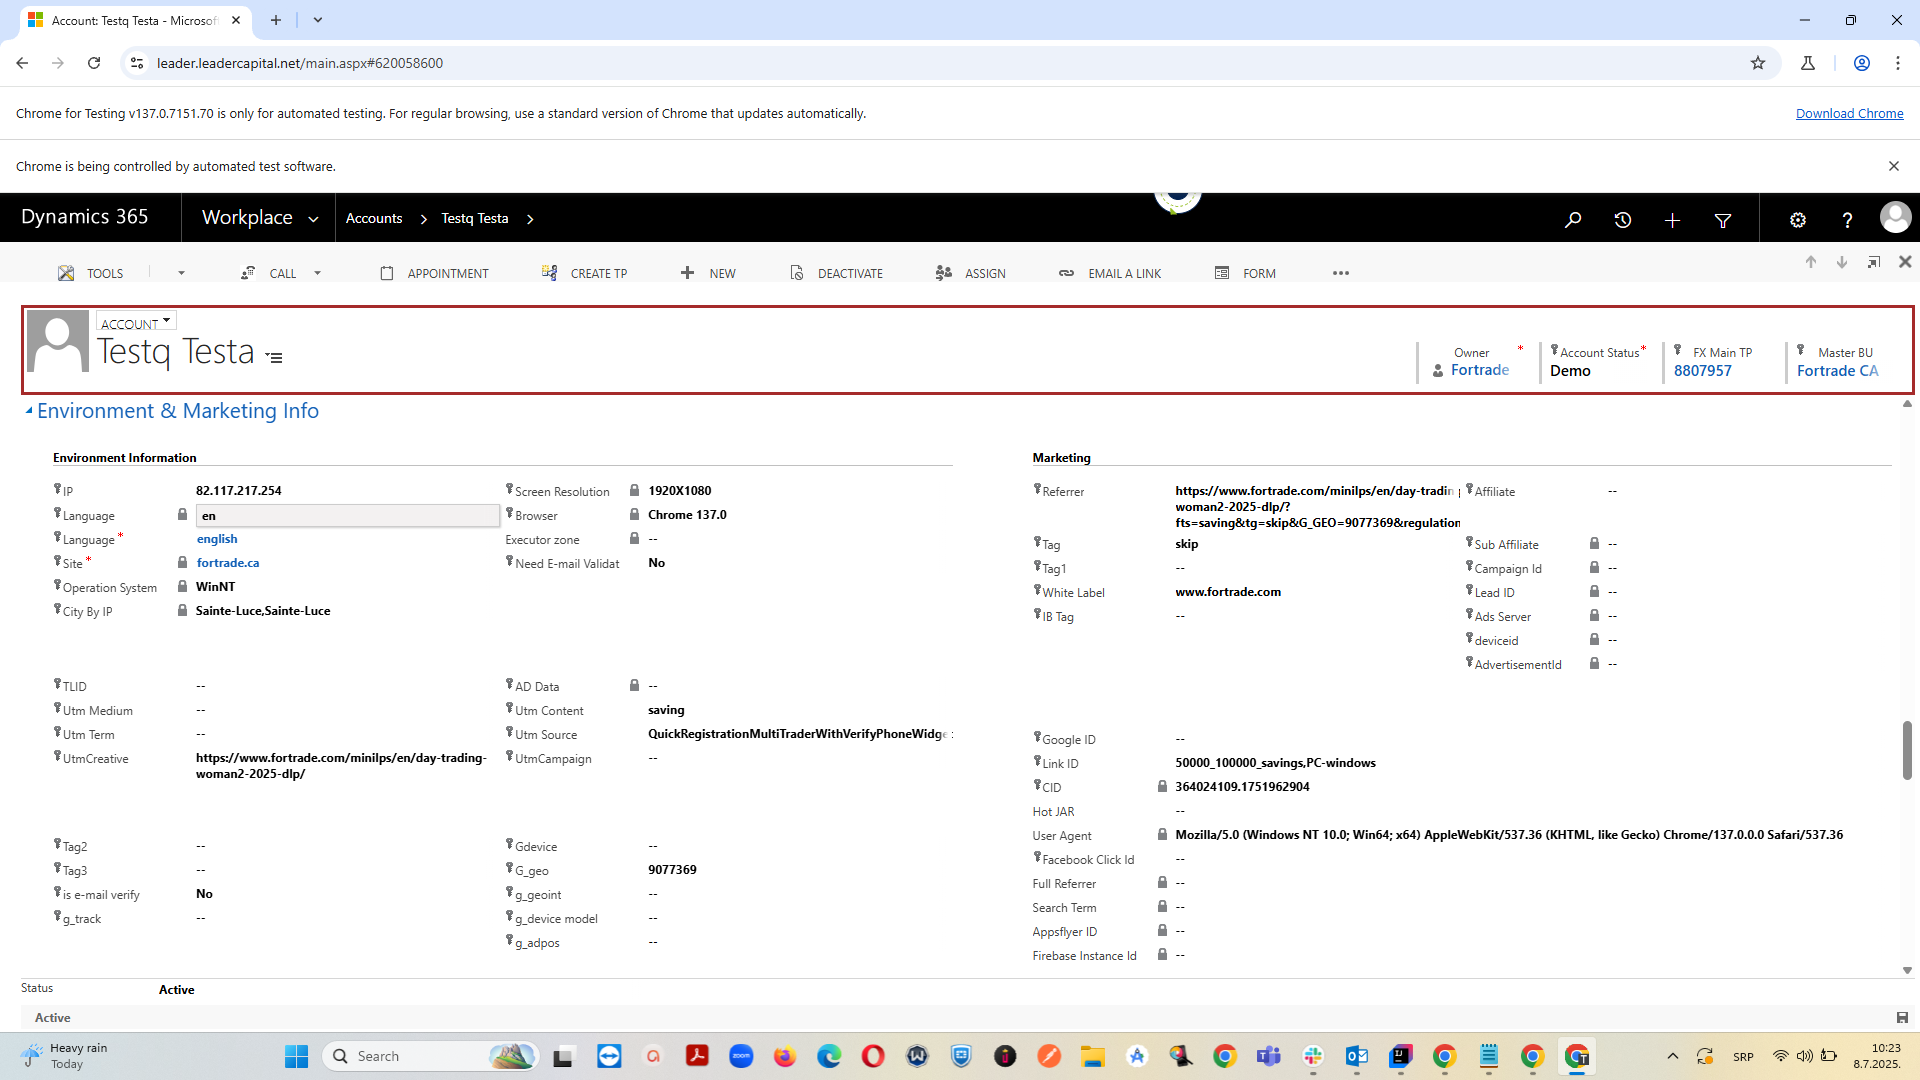 Account: Testq Testa - Microsof
leader.leadercapital.net/main.aspx#620058600
Chrome for Testing v137.0.7151.70 is only for automated testing. For regular browsing, use a standard version of Chrome that updates automatically.
Download Chrome
Chrome is being controlled by automated test software.
Dynamics 365
Workplace
Accounts
Testq Testa
TOOLS
CALL
APPOINTMENT
CREATE TP
NEW
DEACTIVATE
ASSIGN
EMAIL A LINK
FORM
ACCOUNT
Testq Testa
Owner *
Fortrade
Account Status *
Demo
FX Main TP
8807957
Master BU
Fortrade CA
Environment & Marketing Info
Environment Information
IP 82.117.217.254
Language en
Language * english
Site * fortrade.ca
Operation System WinNT
City By IP Sainte-Luce,Sainte-Luce
Screen Resolution 1920X1080
Browser Chrome 137.0
Executor zone --
Need E-mail Validat No
TLID --
Utm Medium --
Utm Term --
UtmCreative https://www.fortrade.com/minilps/en/day-trading-
woman2-2025-dlp/
AD Data --
Utm Content saving
Utm Source QuickRegistrationMultiTraderWithVerifyPhoneWidge
UtmCampaign --
Tag2 --
Tag3 --
is e-mail verify No
g_track --
Gdevice --
G_geo 9077369
g_geoint --
g_device model --
g_adpos --
Marketing
Referrer https://www.fortrade.com/minilps/en/day-tradin
woman2-2025-dlp/?
fts=saving&tg=skip&G_GEO=9077369&regulation
Tag skip
Tag1 --
White Label www.fortrade.com
IB Tag --
Affiliate --
Sub Affiliate --
Campaign Id --
Lead ID --
Ads Server --
deviceid --
AdvertisementId --
Google ID --
Link ID 50000_100000_savings,PC-windows
CID 364024109.1751962904
Hot JAR --
User Agent Mozilla/5.0 (Windows NT 10.0; Win64; x64) AppleWebKit/537.36 (KHTML, like Gecko) Chrome/137.0.0.0 Safari/537.36
Facebook Click Id --
Full Referrer --
Search Term --
Appsflyer ID --
Firebase Instance Id --
Status Active
Active
Heavy rain
Today
Search
zoom
SRP
10:23
8.7.2025.